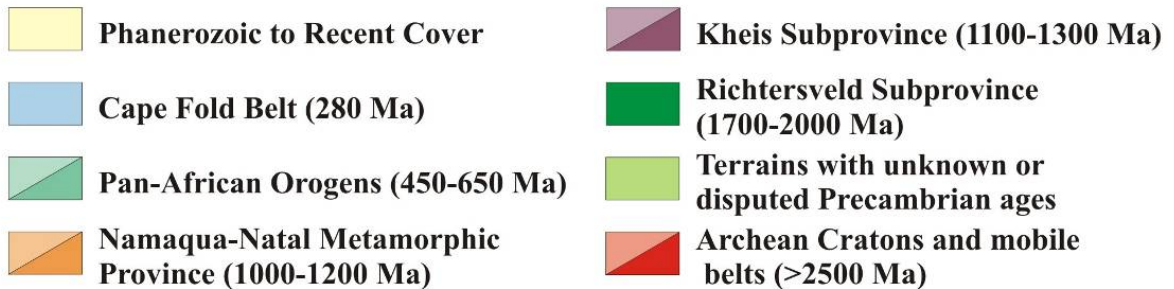 Phanerozoic to Recent Cover
Cape Fold Belt (280 Ma)
Pan-African Orogens (450-650 Ma)
Namaqua-Natal Metamorphic
Province (1000-1200 Ma)
Kheis Subprovince (1100-1300 Ma)
Richtersveld Subprovince
(1700-2000 Ma)
Terrains with unknown or
disputed Precambrian ages
Archean Cratons and mobile
belts (>2500 Ma)